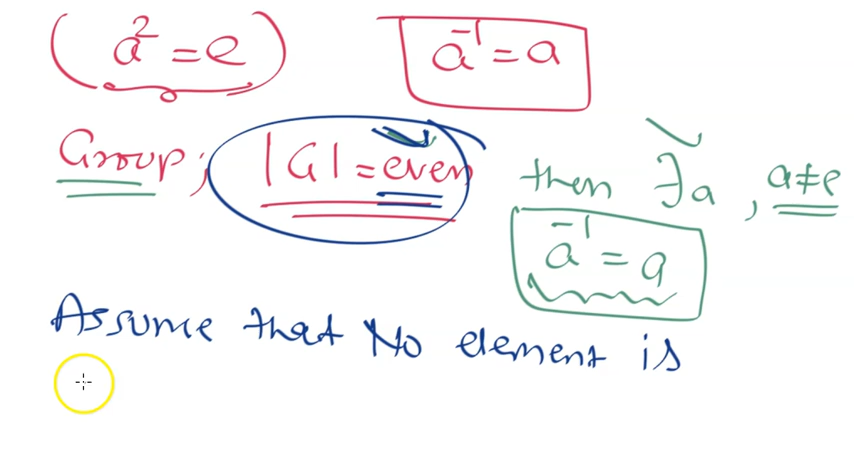 (a² = e) a⁻¹ = a
Group; |G| = even then ∃a, a≠e
a⁻¹ = a
Assume that No element is